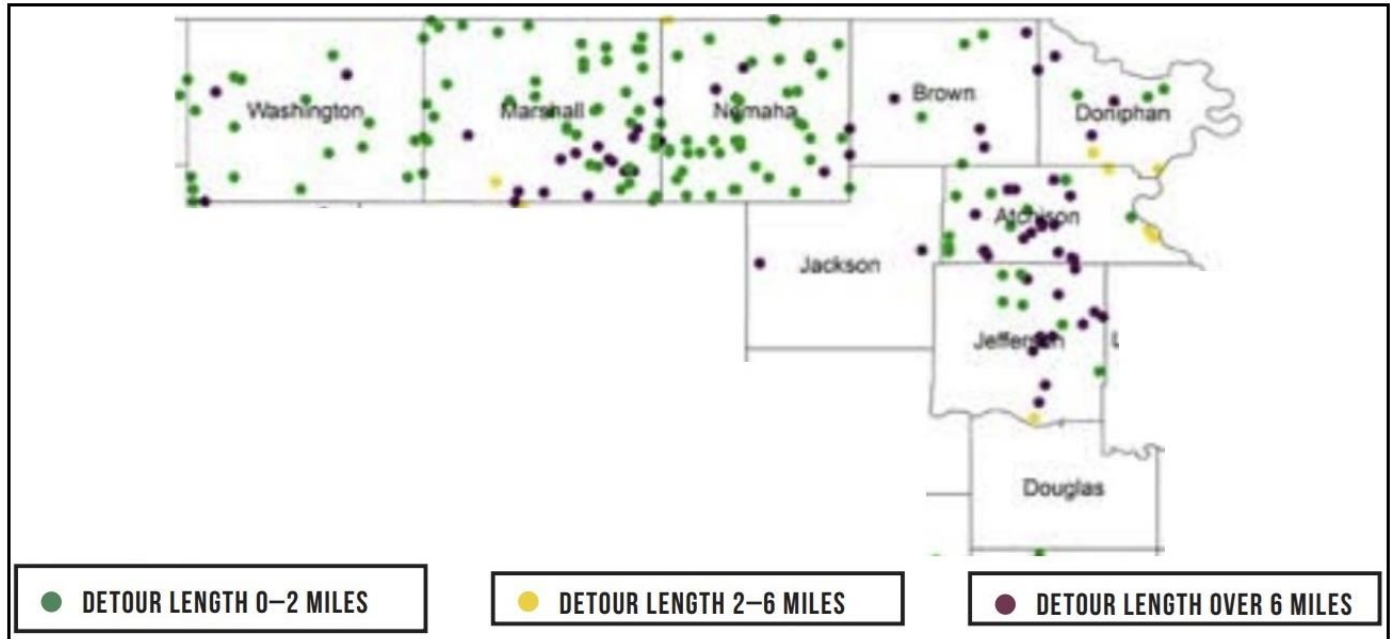 Washington
Marshall
Nemaha
Brown
Doniphan
Atchison
Jackson
Jefferson
Douglas
DETOUR LENGTH 0–2 MILES
DETOUR LENGTH 2–6 MILES
DETOUR LENGTH OVER 6 MILES